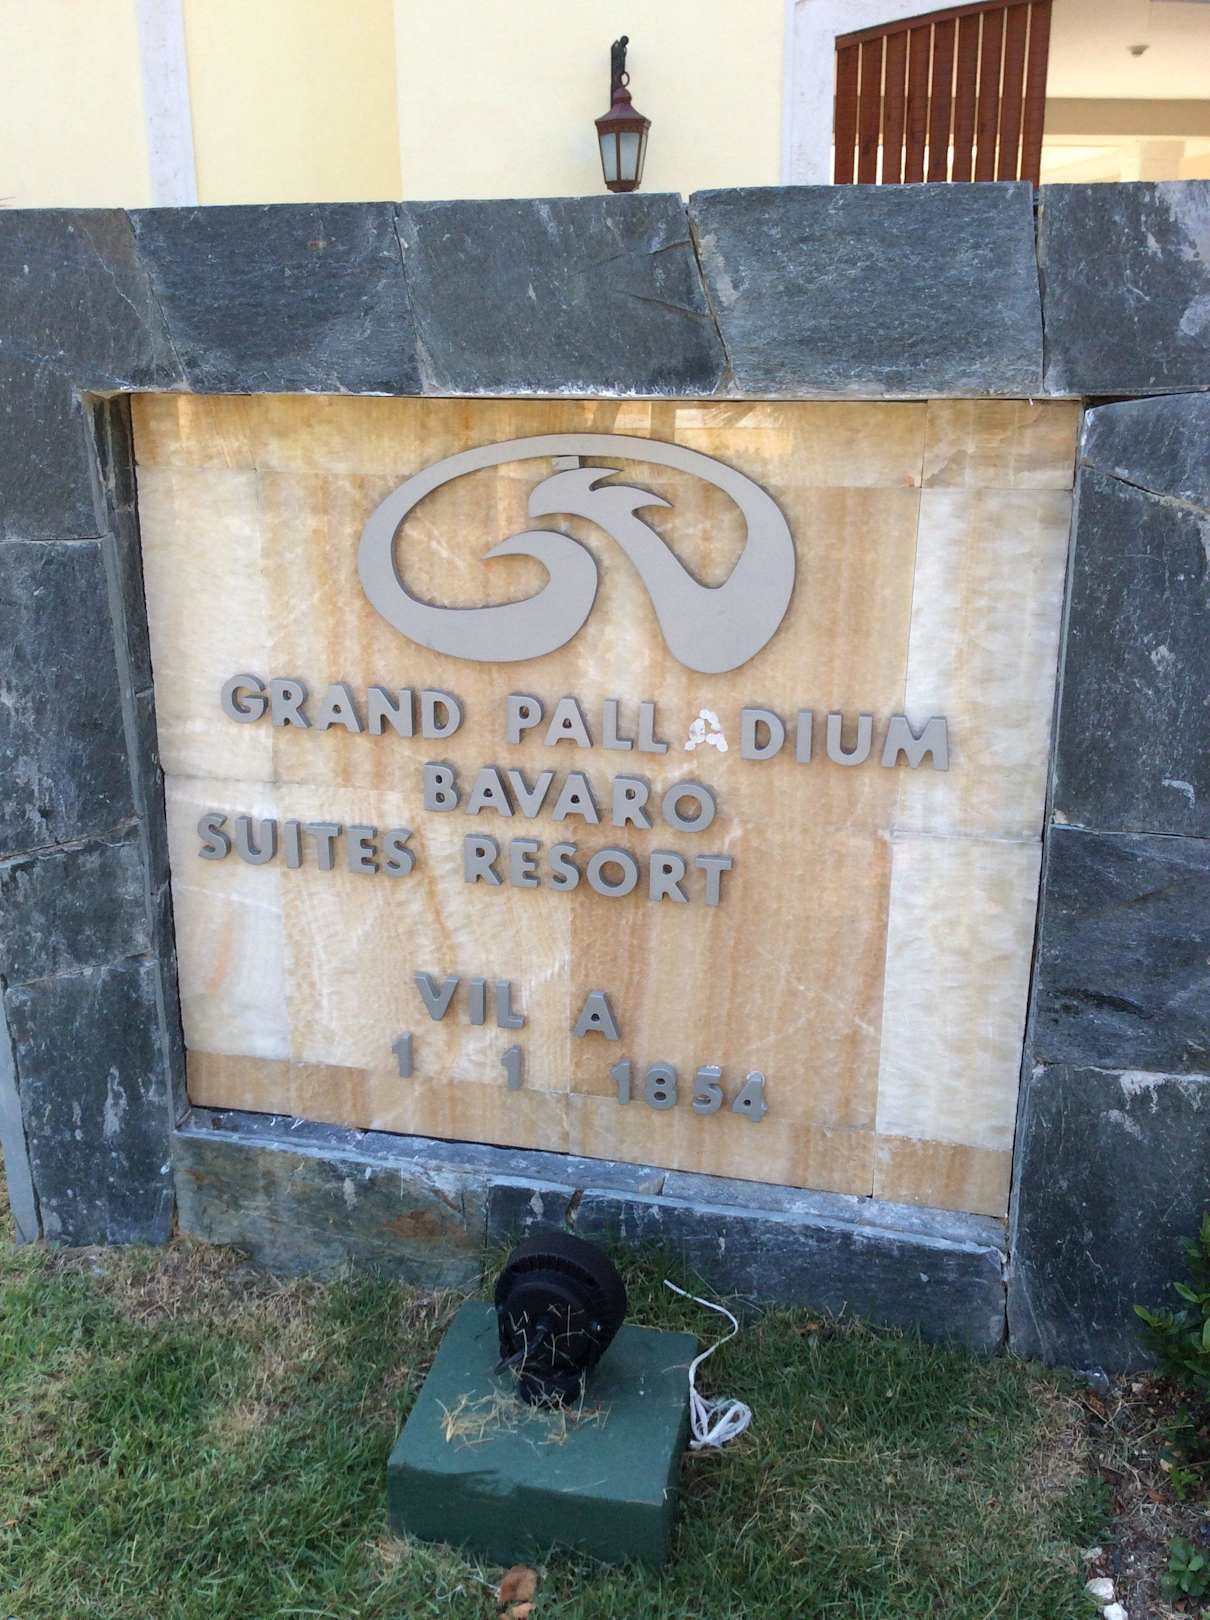 GRAND PALLADIUM
BAVARO
SUITES RESORT
VIL A
1 1 1854